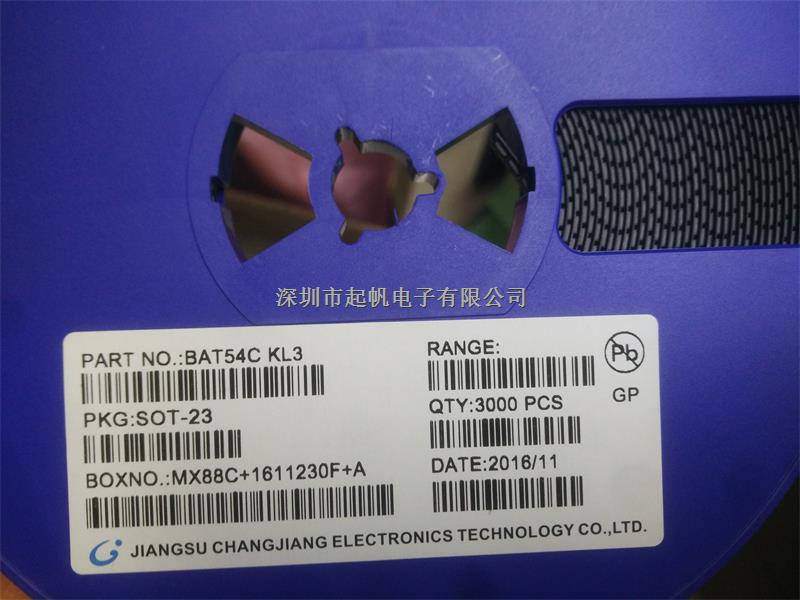 深圳市起帆电子有限公司
PART NO.:BAT54C KL3
RANGE:
Pb
GP
PKG:SOT-23
QTY:3000 PCS
BOXNO.:MX88C+1611230F+A
DATE:2016/11
JIANGSU CHANGJIANG ELECTRONICS TECHNOLOGY CO.,LTD.